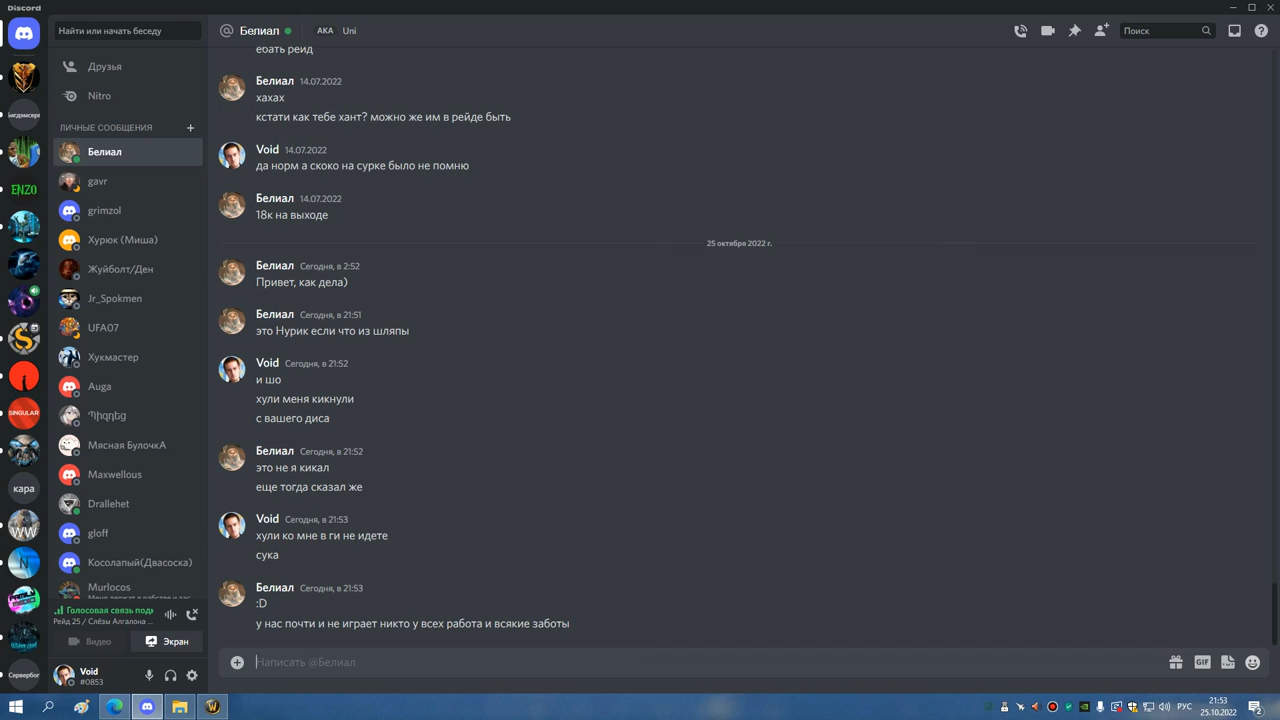 Discord
Найти или начать беседу
Белиал
AKA Uni
Поиск
Друзья
Nitro
ЛИЧНЫЕ СООБЩЕНИЯ
Белиал
gavr
grimzol
Хурюк (Миша)
Жуйболт/Ден
Jr_Spokmen
UFA07
Хукмастер
Auga
Մясная БулочкА
Maxwellous
Drallehet
gloff
Косолапый(Двасоска)
Murlocos
Голосовая связь подк
Рейд 25 / Слёзы Алгалона ...
Видео
Экран
Void
#0853
ENZO
SINGULAR
кара
WW
ебать рейд
Белиал 14.07.2022
хахах
кстати как тебе хант? можно же им в рейде быть
Void 14.07.2022
да норм а скоко на сурке было не помню
Белиал 14.07.2022
18к на выходе
25 октября 2022 г.
Белиал Сегодня, в 2:52
Привет, как дела)
Белиал Сегодня, в 21:51
это Нурик если что из шляпы
Void Сегодня, в 21:52
и шо
хули меня кикнули
с вашего диса
Белиал Сегодня, в 21:52
это не я кикал
еще тогда сказал же
Void Сегодня, в 21:53
хули ко мне в ги не идете
сука
Белиал Сегодня, в 21:53
:D
у нас почти и не играет никто у всех работа и всякие заботы
Написать @Белиал
GIF
РУС
21:53
25.10.2022